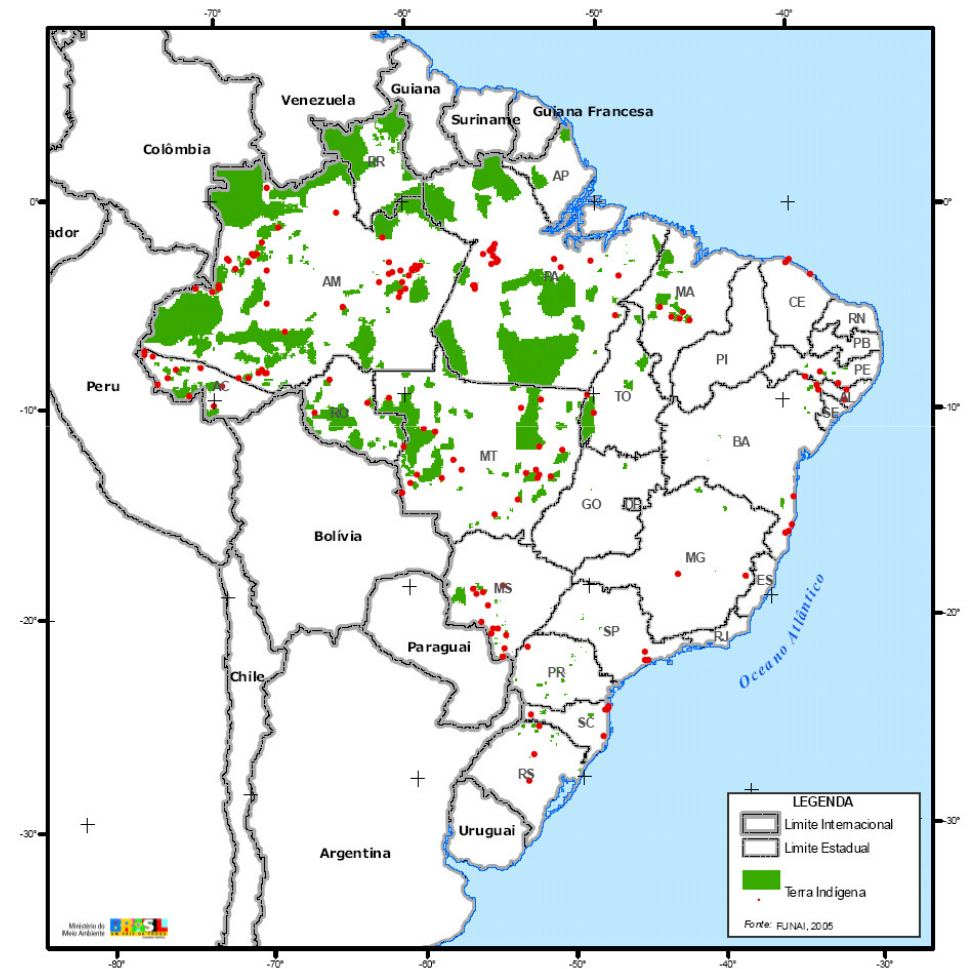 -70°
-60°
-50°
-40°
Guiana
Venezuela
Suriname
Guiana Francesa
Colômbia
RR
AP
0°
0°
ador
AM
PA
MA
CE
RN
PB
PI
PE
Peru
AC
AL
TO
SE
-10°
-10°
RO
BA
MT
GO
DF
Bolívia
MG
ES
MS
-20°
-20°
SP
RJ
Oceano Atlântico
Paraguai
PR
Chile
SC
RS
LEGENDA
Limite Internacional
-30°
-30°
Uruguai
Limite Estadual
Argentina
Terra Indígena
Ministério do
Meio Ambiente
BRASIL
Fonte: FUNAI, 2005
-80°
-70°
-60°
-50°
-40°
-30°